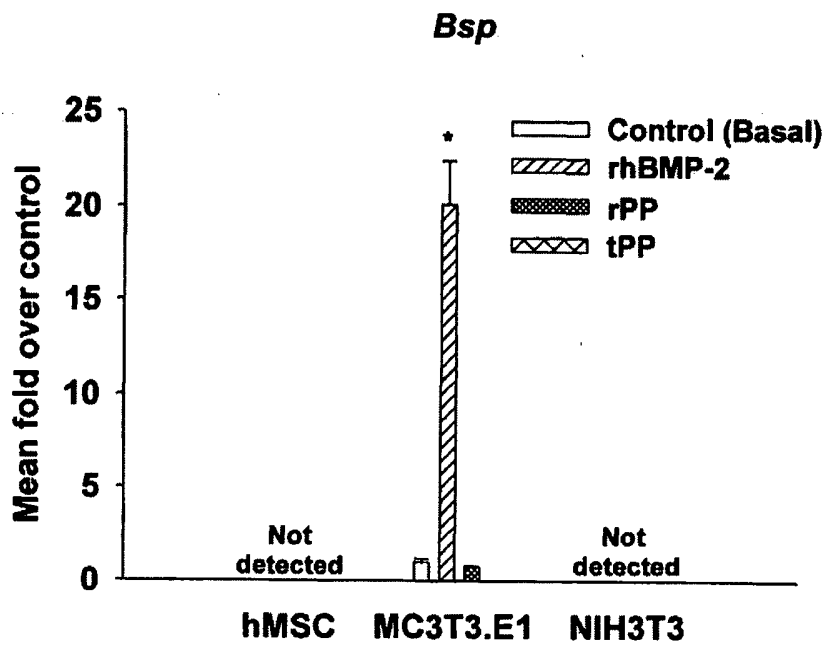 Bsp
25
20
15
10
5
0
Mean fold over control
Control (Basal)
rhBMP-2
rPP
tPP
*
Not
detected
Not
detected
hMSC
MC3T3.E1
NIH3T3